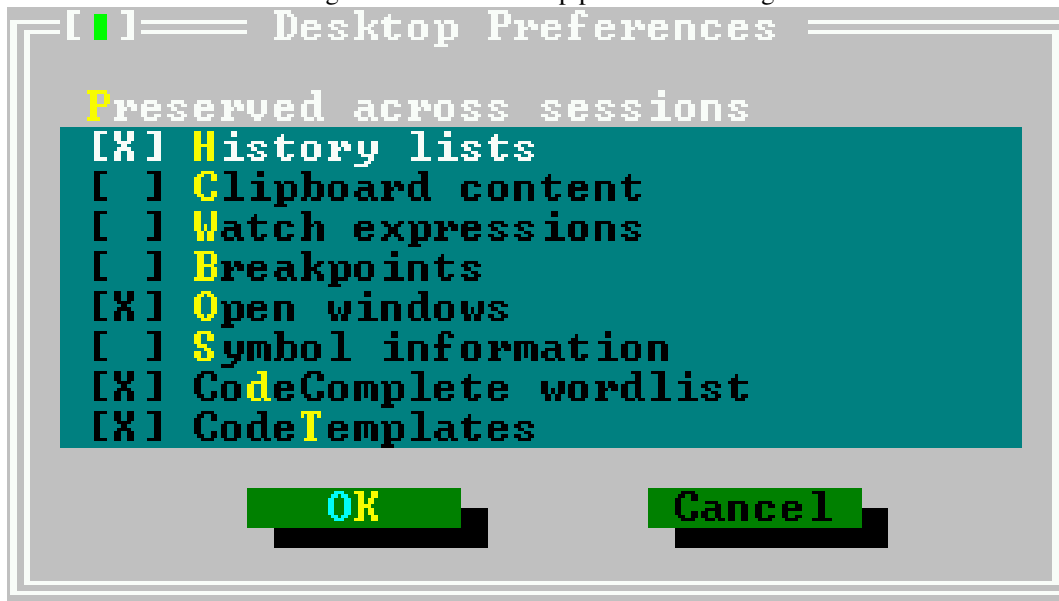 [▮] Desktop Preferences
Preserved across sessions
[X] History lists
[ ] Clipboard content
[ ] Watch expressions
[ ] Breakpoints
[X] Open windows
[ ] Symbol information
[X] CodeComplete wordlist
[X] CodeTemplates
OK Cancel